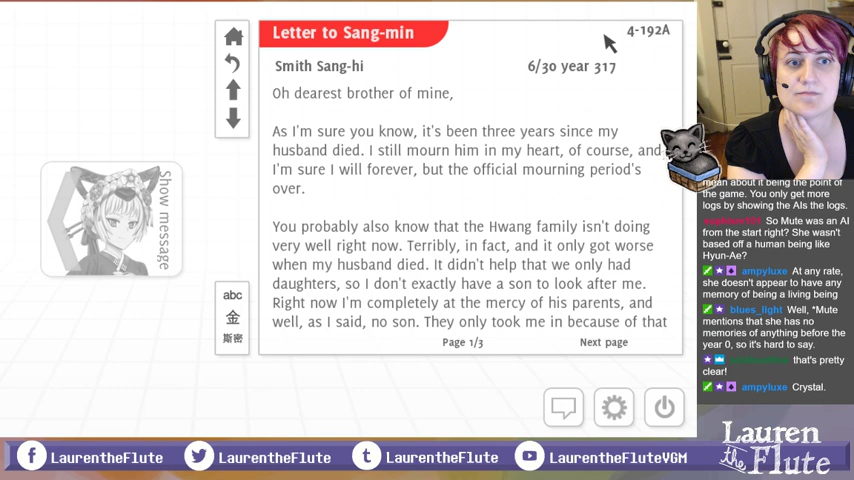 Letter to Sang-min
4-192A
Smith Sang-hi
6/30 year 317
Oh dearest brother of mine,
As I'm sure you know, it's been three years since my
husband died. I still mourn him in my heart, of course, and
I'm sure I will forever, but the official mourning period's
over.
You probably also know that the Hwang family isn't doing
very well right now. Terribly, in fact, and it only got worse
when my husband died. It didn't help that we only had
daughters, so I don't exactly have a son to look after me.
Right now I'm completely at the mercy of his parents, and
well, as I said, no son. They only took me in because of that
Page 1/3
Next page
Show message
abc
金
斯密
mean about it being the point of
the game. You only get more
logs by showing the AIs the logs.
So Mute was an AI
from the start right? She wasn't
based off a human being like
Hyun-Ae?
ampyluxe At any rate,
she doesn't appear to have any
memory of being a living being
blues_light Well, *Mute
mentions that she has no
memories of anything before the
year 0, so it's hard to say.
that's pretty
clear!
ampyluxe Crystal.
LaurentheFlute
LaurentheFlute
LaurentheFlute
LaurentheFluteVGM
Lauren
the Flute